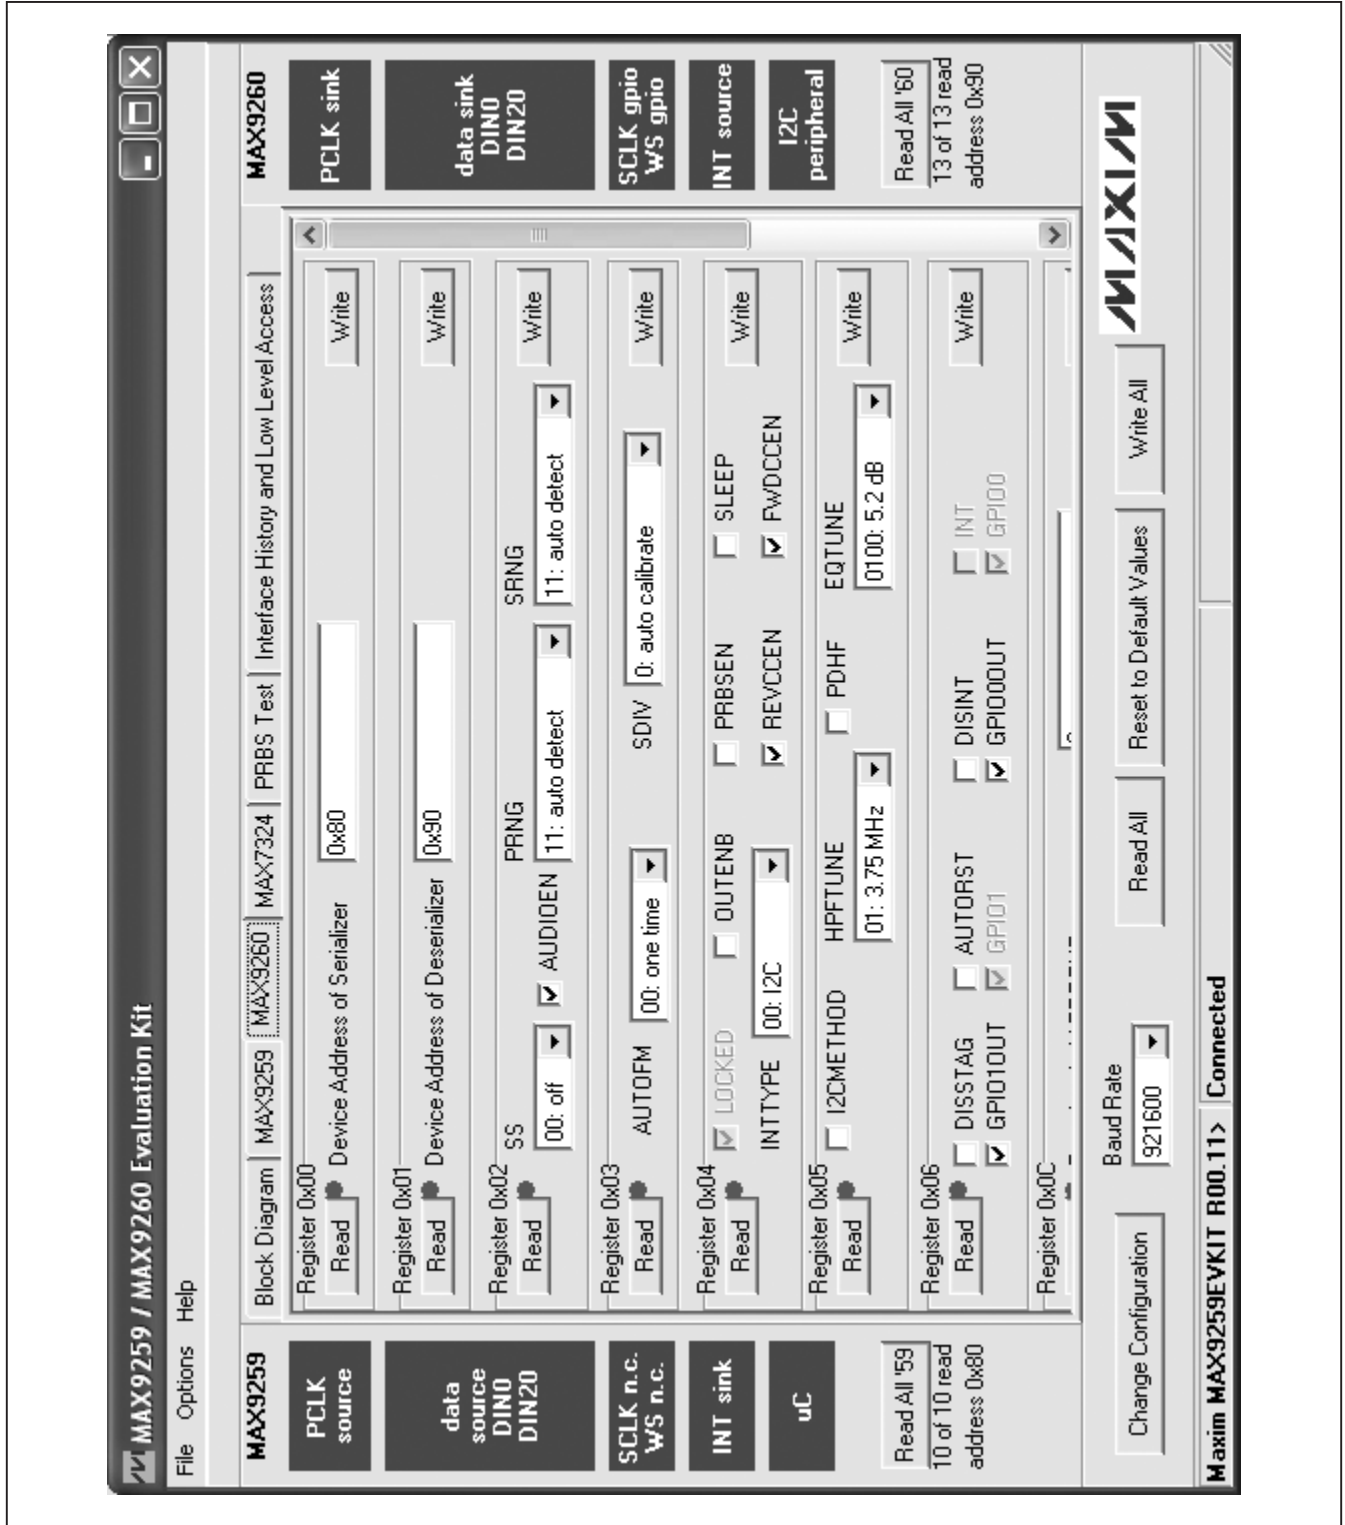 MAX9259 / MAX9260 Evaluation Kit
File Options Help
MAX9259
PCLK
source
data
source
DIN0
DIN20
SCLK n.c.
WS n.c.
INT sink
uC
Read All '59
10 of 10 read
address 0x80
Block Diagam MAX9259 MAX9260 MAX7324 PRBS Test Interface History and Low Level Access
Register 0x00
Read Device Address of Serializer 0x80 Write
Register 0x01
Read Device Address of Deserializer 0x90 Write
Register 0x02
SS PRNG SRNG
Read 00: off AUDIOEN 11: auto detect 11: auto detect Write
Register 0x03
Read AUTOFM 00: one time SDIV 0: auto calibrate Write
Register 0x04
Read LOCKED OUTENB PRBSEN SLEEP Write
INTTYPE 00: I2C REVCCEN FWDCCEN
Register 0x05
Read I2CMETHOD HPFTUNE PDHF EQTUNE Write
01: 3.75 MHz 0100: 5.2 dB
Register 0x06
Read DISSTAG AUTORST DISINT INT Write
GPIO1OUT GPIO1 GPIO0OUT GPIO0
Register 0x0C
MAX9260
PCLK sink
data sink
DIN0
DIN20
SCLK gpio
WS gpio
INT source
I2C
peripheral
Read All '60
13 of 13 read
address 0x90
Change Configuration
Baud Rate
921600
Read All
Reset to Default Values
Write All
MAXIM
Maxim MAX9259EVKIT R00.11> Connected